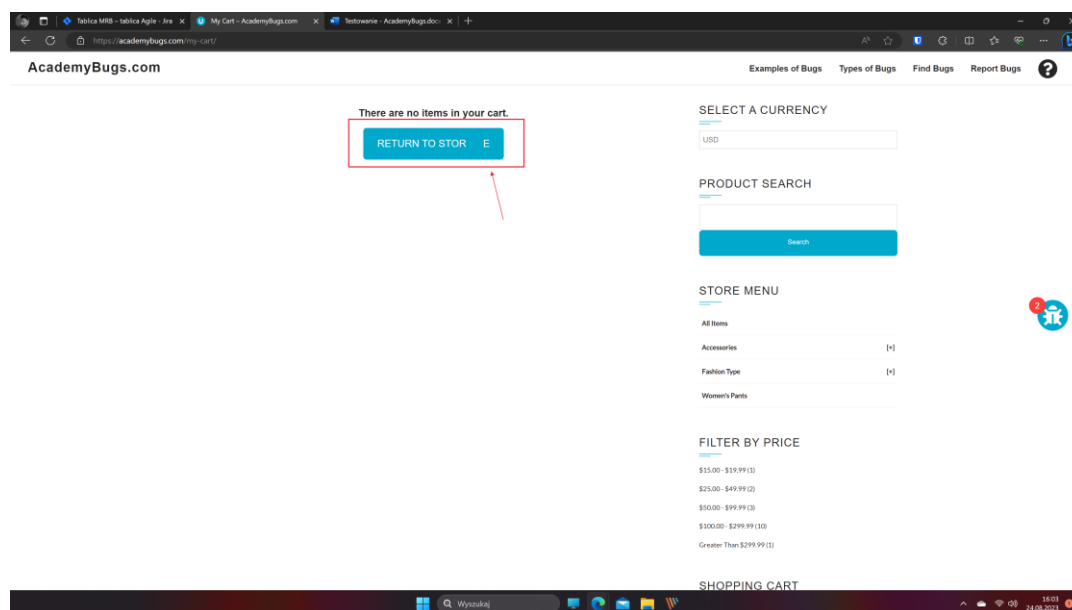 Tablica MRB – tablica Agile - Jira
My Cart – AcademyBugs.com
Testowanie - AcademyBugs.doc
https://academybugs.com/my-cart/
AcademyBugs.com
Examples of Bugs Types of Bugs Find Bugs Report Bugs ?
There are no items in your cart.
RETURN TO STOR E
SELECT A CURRENCY
USD
PRODUCT SEARCH
Search
STORE MENU
2
All Items
Accessories [+]
Fashion Type [+]
Women's Pants
FILTER BY PRICE
$15.00 - $19.99 (1)
$25.00 - $49.99 (2)
$50.00 - $99.99 (3)
$100.00 - $299.99 (10)
Greater Than $299.99 (1)
SHOPPING CART
Wyszukaj
16:03
24.08.2023